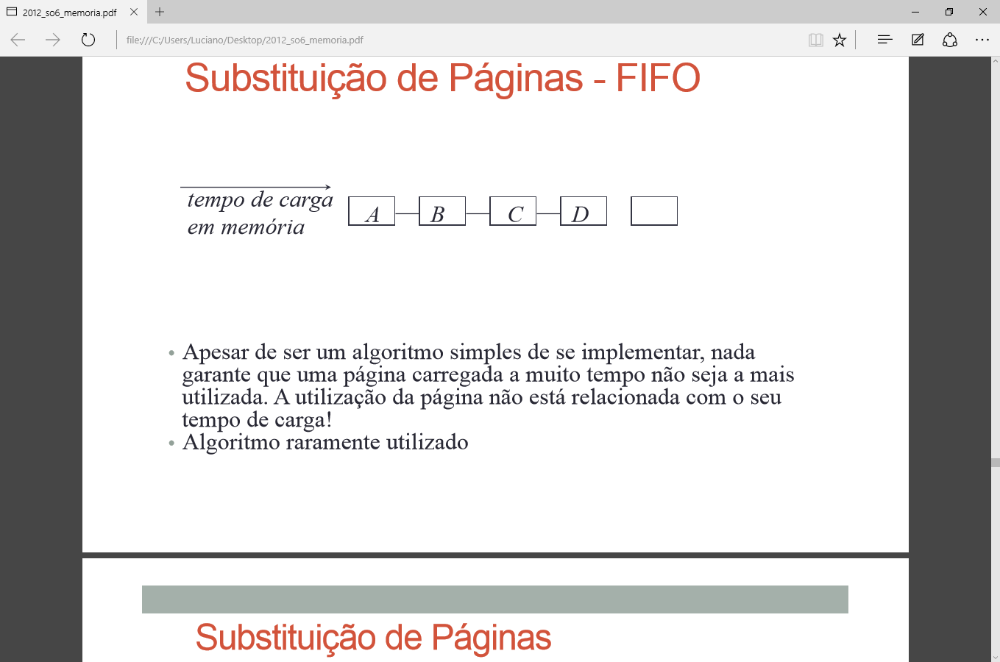 2012_so6_memoria.pdf
file:///C:/Users/Luciano/Desktop/2012_so6_memoria.pdf
Substituição de Páginas - FIFO
tempo de carga
em memória
A B C D
• Apesar de ser um algoritmo simples de se implementar, nada
garante que uma página carregada a muito tempo não seja a mais
utilizada. A utilização da página não está relacionada com o seu
tempo de carga!
• Algoritmo raramente utilizado
Substituição de Páginas